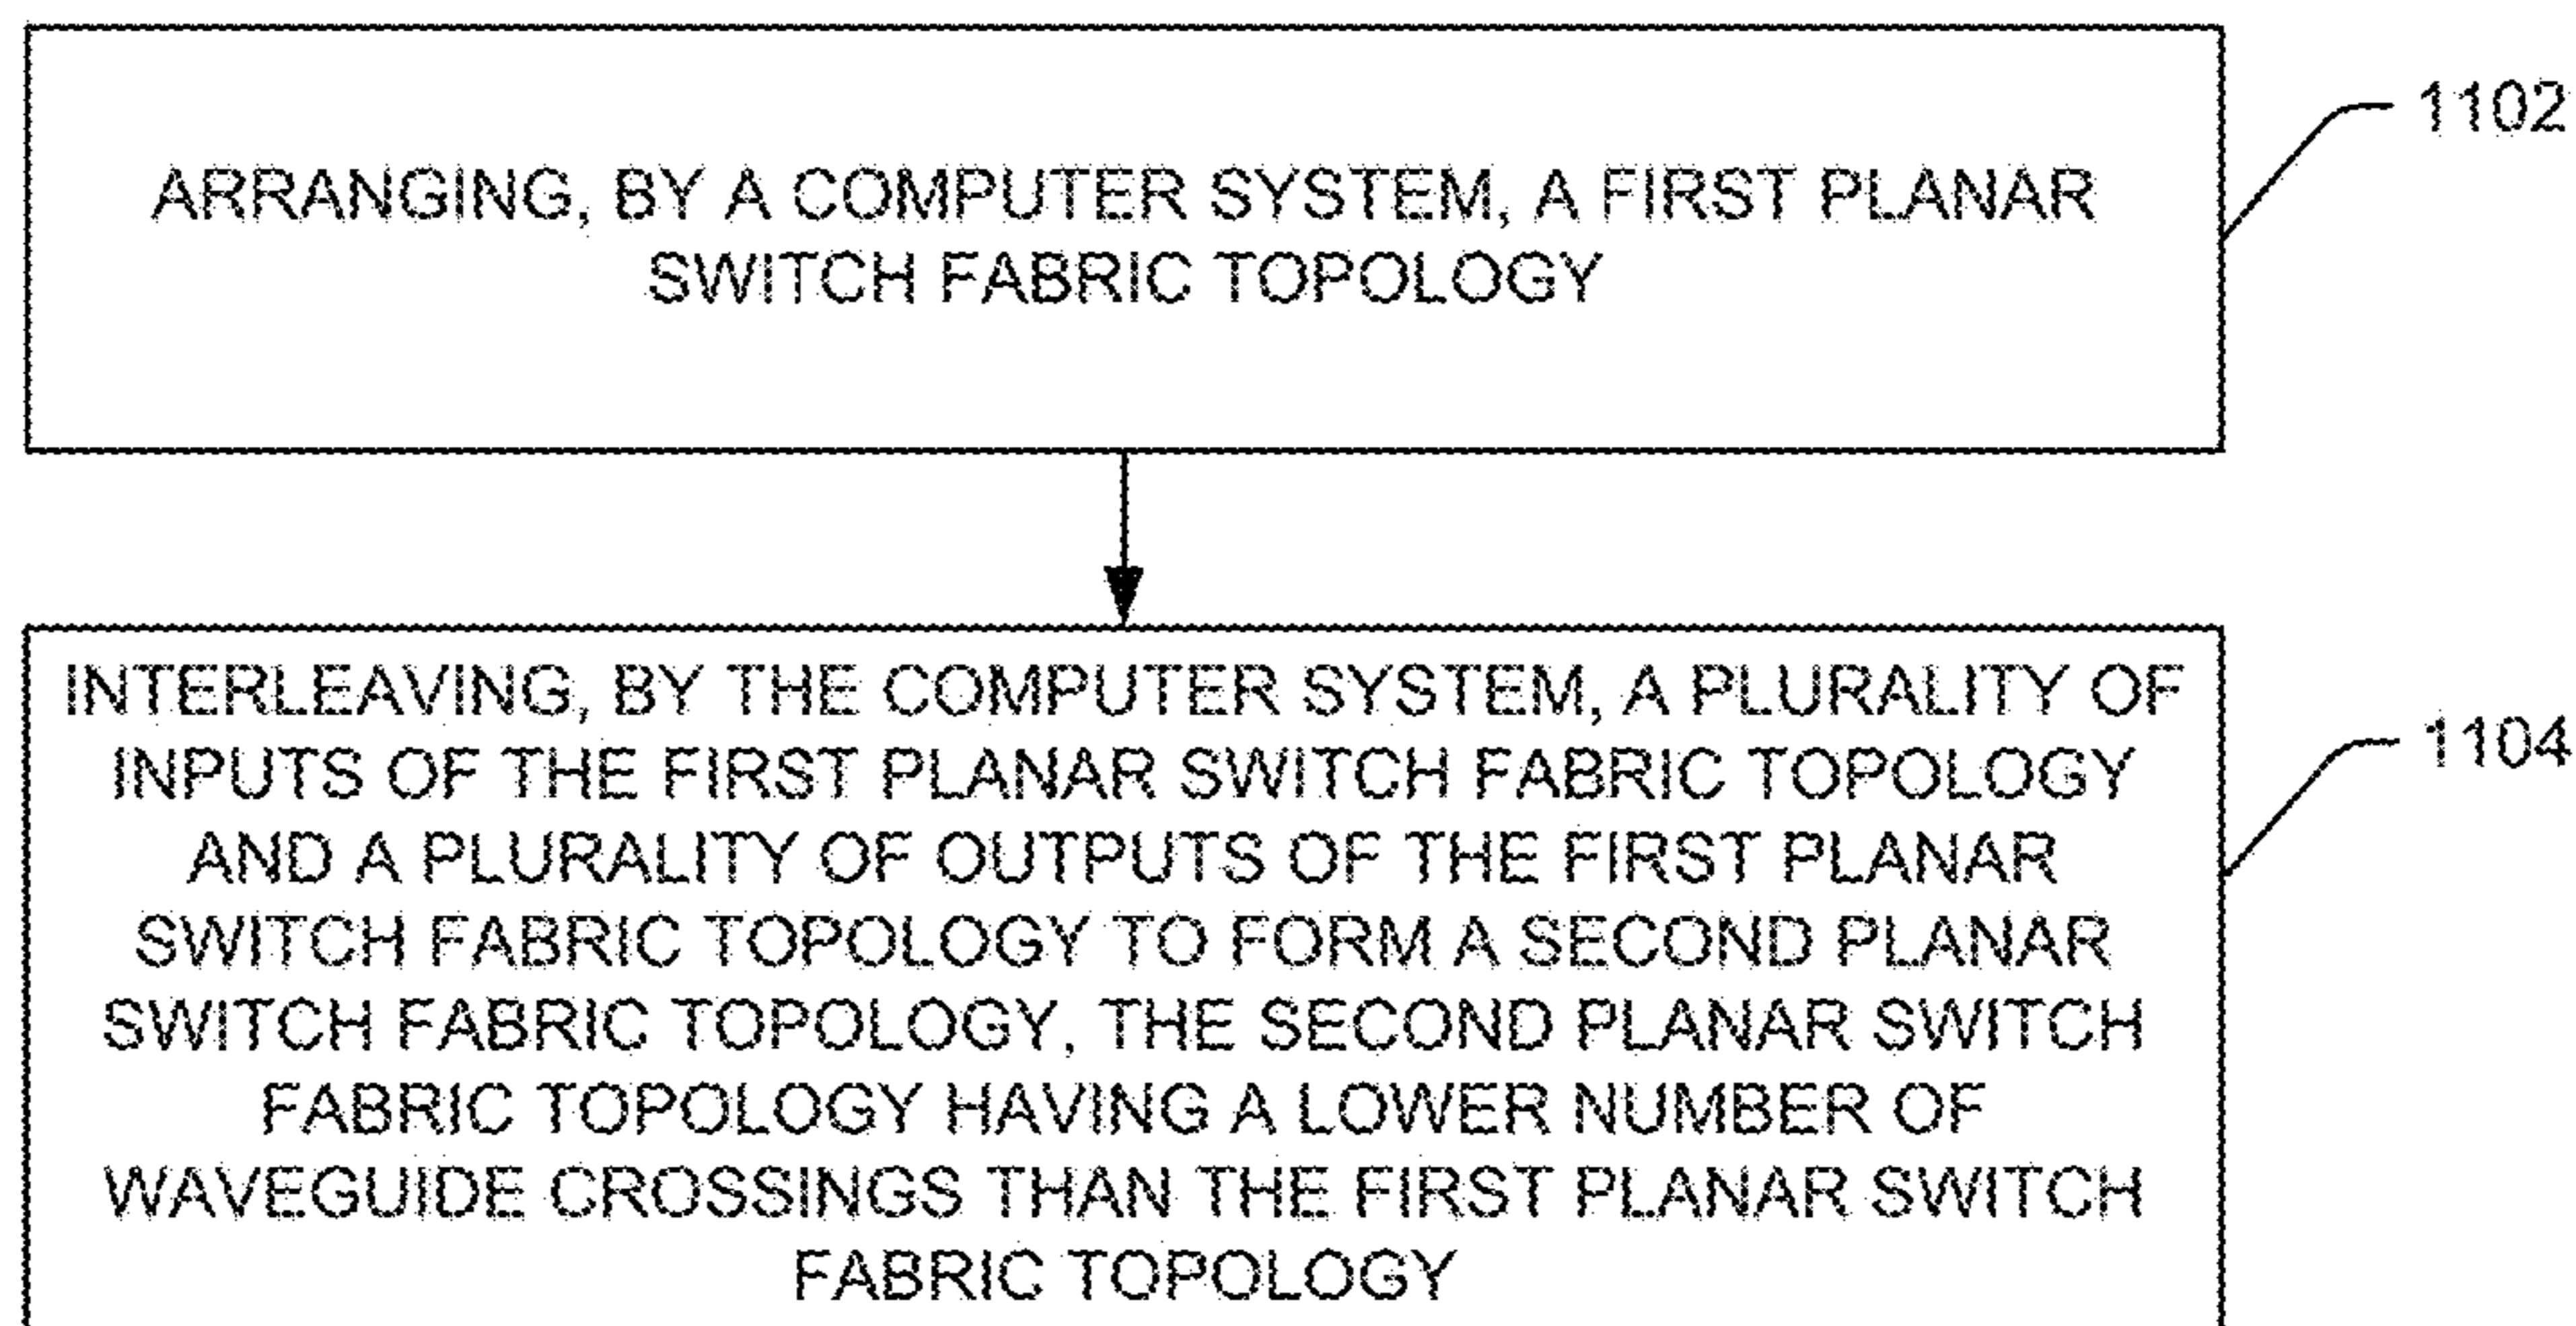 ARRANGING, BY A COMPUTER SYSTEM, A FIRST PLANAR
SWITCH FABRIC TOPOLOGY
1102
INTERLEAVING, BY THE COMPUTER SYSTEM, A PLURALITY OF
INPUTS OF THE FIRST PLANAR SWITCH FABRIC TOPOLOGY
AND A PLURALITY OF OUTPUTS OF THE FIRST PLANAR
SWITCH FABRIC TOPOLOGY TO FORM A SECOND PLANAR
SWITCH FABRIC TOPOLOGY, THE SECOND PLANAR SWITCH
FABRIC TOPOLOGY HAVING A LOWER NUMBER OF
WAVEGUIDE CROSSINGS THAN THE FIRST PLANAR SWITCH
FABRIC TOPOLOGY
1104